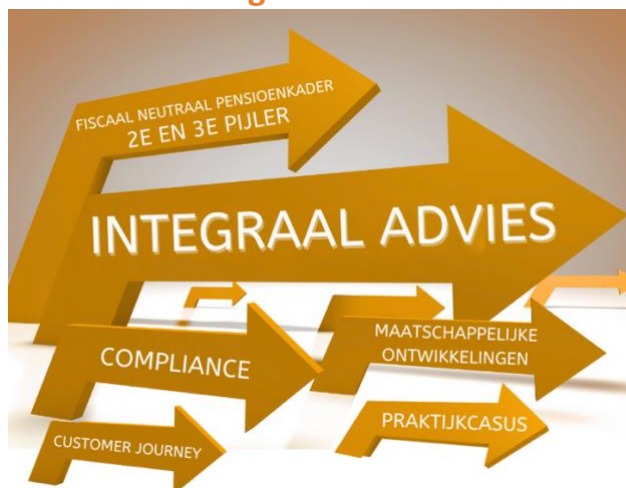 FISCAAL NEUTRAAL PENSIOENKADER
2E EN 3E PIJLER
INTEGRAAL ADVIES
COMPLIANCE
MAATSCHAPPELIJKE
ONTWIKKELINGEN
CUSTOMER JOURNEY
PRAKTIJKCASUS